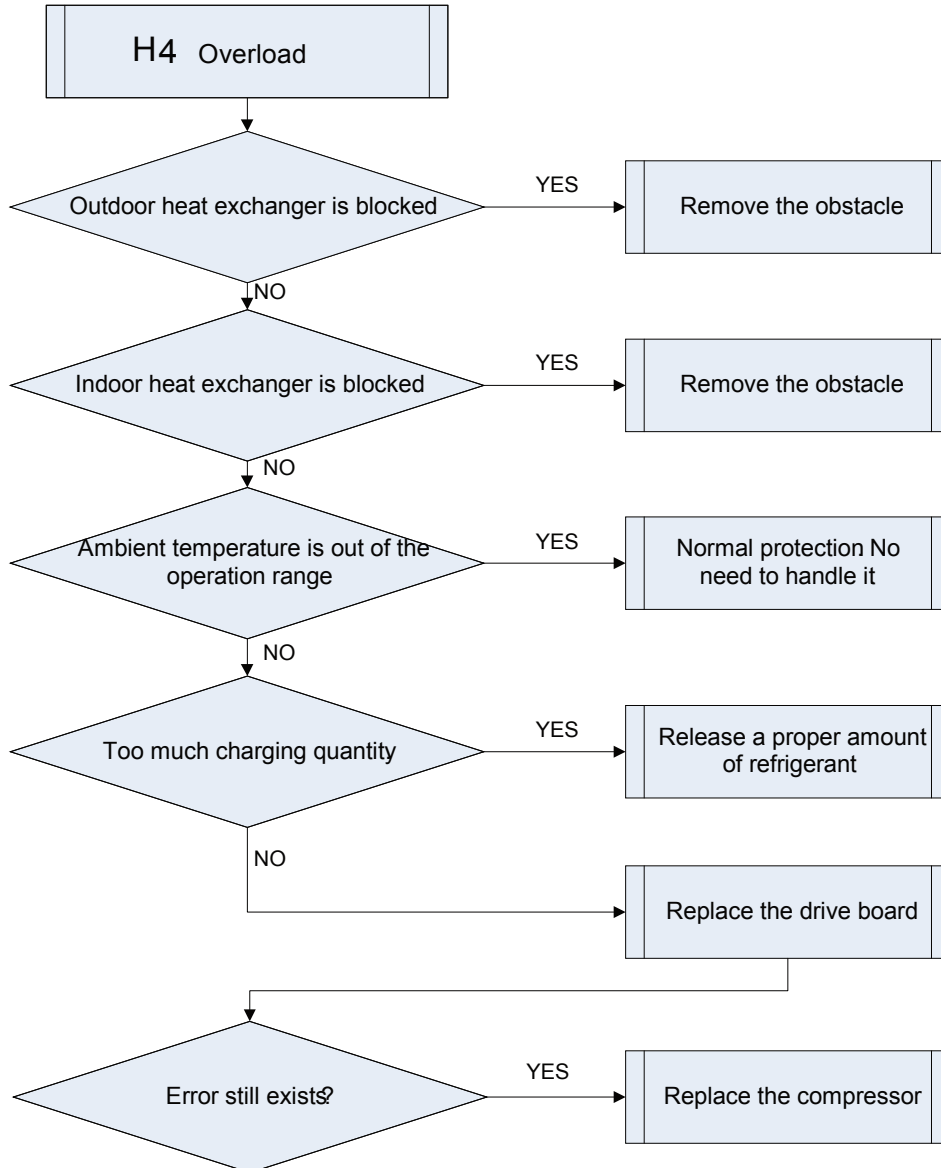 H4 Overload
Outdoor heat exchanger is blocked
YES
Remove the obstacle
NO
Indoor heat exchanger is blocked
YES
Remove the obstacle
NO
Ambient temperature is out of the
operation range
YES
Normal protection No
need to handle it
NO
Too much charging quantity
YES
Release a proper amount
of refrigerant
NO
Replace the drive board
Error still exists?
YES
Replace the compressor